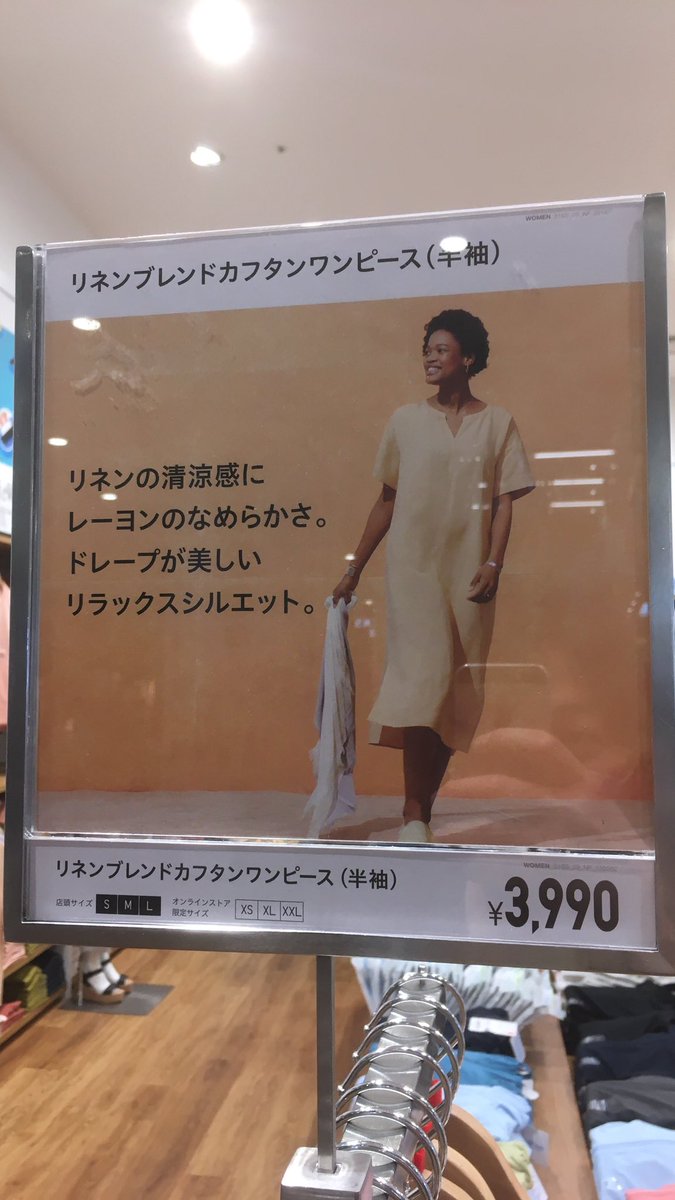 WOMEN
リネンブレンドカフタンワンピース(半袖)
リネンの清涼感に
レーヨンのなめらかさ。
ドレープが美しい
リラックスシルエット。
WOMEN
リネンブレンドカフタンワンピース(半袖)
店頭サイズ S M L
オンラインストア
限定サイズ XS XL XXL
¥3,990